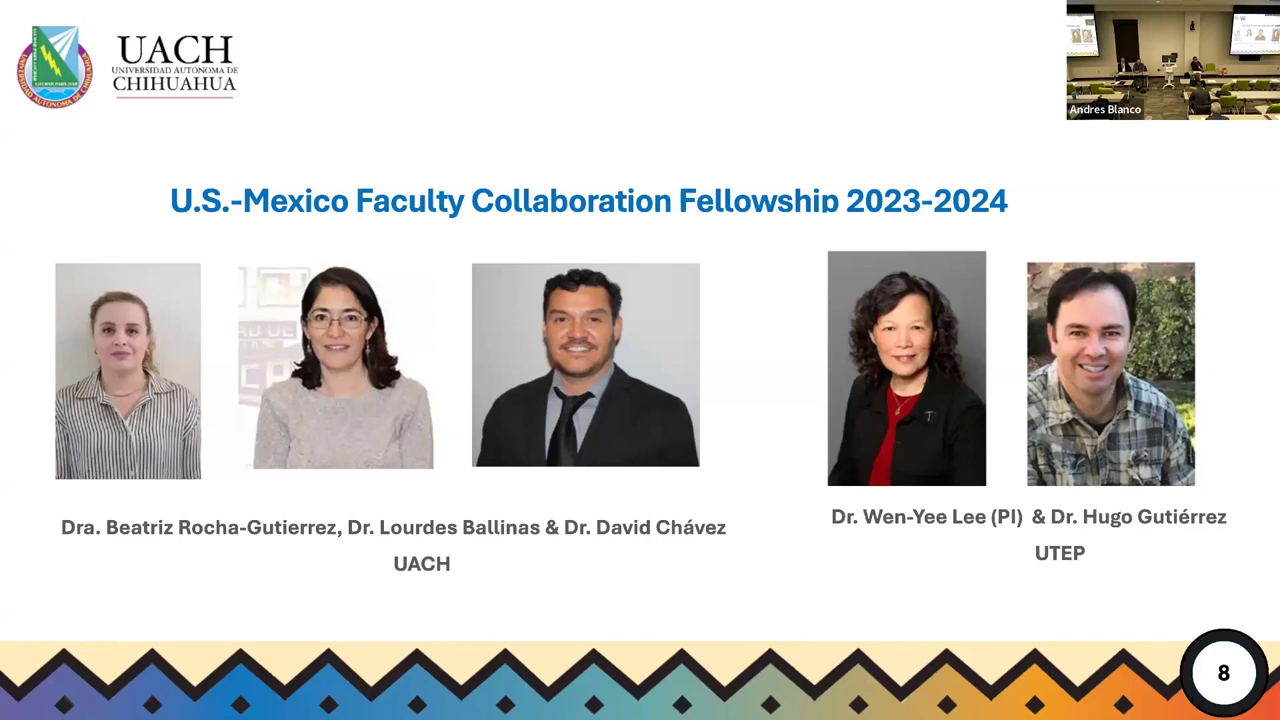 UACH
UNIVERSIDAD AUTÓNOMA DE
CHIHUAHUA
Andres Blanco
U.S.-Mexico Faculty Collaboration Fellowship 2023-2024
Dra. Beatriz Rocha-Gutierrez, Dr. Lourdes Ballinas & Dr. David Chávez
UACH
Dr. Wen-Yee Lee (PI) & Dr. Hugo Gutiérrez
UTEP
8